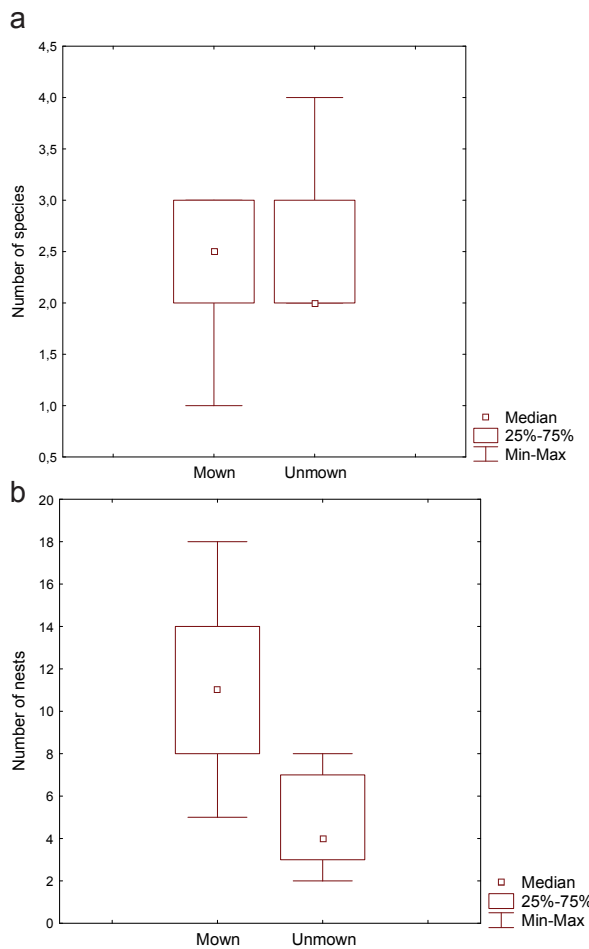 a
4,5
4,0
3,5
3,0
2,5
2,0
1,5
1,0
0,5
Number of species
Mown Unmown
Median
25%-75%
Min-Max
b
20
18
16
14
12
10
8
6
4
2
0
Number of nests
Mown Unmown
Median
25%-75%
Min-Max